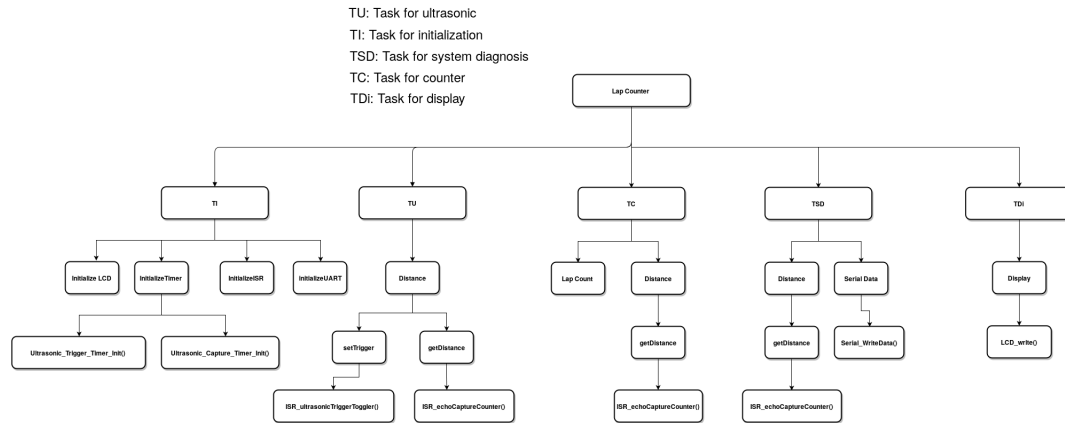 TU: Task for ultrasonic
TI: Task for initialization
TSD: Task for system diagnosis
TC: Task for counter
TDi: Task for display
Lap Counter
TI
TU
TC
TSD
TDI
Initialize LCD
InitializeTimer
InitializeISR
InitializeUART
Distance
Lap Count
Distance
Distance
Serial Data
Display
Ultrasonic_Trigger_Timer_Init()
Ultrasonic_Capture_Timer_Init()
setTrigger
getDistance
getDistance
getDistance
Serial_WriteData()
LCD_write()
ISR_ultrasonicTriggerToggler()
ISR_echoCaptureCounter()
ISR_echoCaptureCounter()
ISR_echoCaptureCounter()